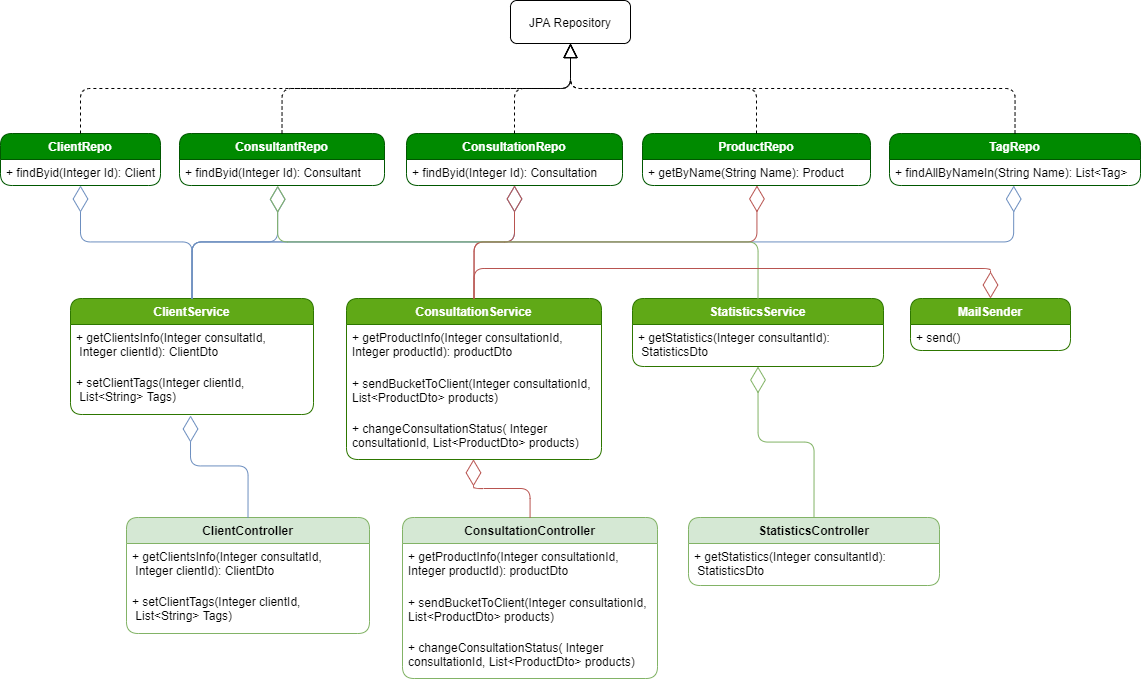 JPA Repository
ClientRepo
+ findByid(Integer Id): Client
ConsultantRepo
+ findByid(Integer Id): Consultant
ConsultationRepo
+ findByid(Integer Id): Consultation
ProductRepo
+ getByName(String Name): Product
TagRepo
+ findAllByNameIn(String Name): List<Tag>
ClientService
+ getClientsInfo(Integer consultatId,
Integer clientId): ClientDto
+ setClientTags(Integer clientId,
List<String> Tags)
ConsultationService
+ getProductInfo(Integer consultationId,
Integer productId): productDto
+ sendBucketToClient(Integer consultationId,
List<ProductDto> products)
+ changeConsultationStatus( Integer
consultationId, List<ProductDto> products)
StatisticsService
+ getStatistics(Integer consultantId):
StatisticsDto
MailSender
+ send()
ClientController
+ getClientsInfo(Integer consultatId,
Integer clientId): ClientDto
+ setClientTags(Integer clientId,
List<String> Tags)
ConsultationController
+ getProductInfo(Integer consultationId,
Integer productId): productDto
+ sendBucketToClient(Integer consultationId,
List<ProductDto> products)
+ changeConsultationStatus( Integer
consultationId, List<ProductDto> products)
StatisticsController
+ getStatistics(Integer consultantId):
StatisticsDto